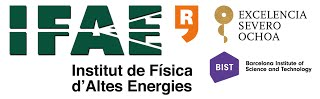 IFAE
R
Institut de Física
d'Altes Energies
EXCELENCIA
SEVERO
OCHOA
BIST
Barcelona Institute of
Science and Technology